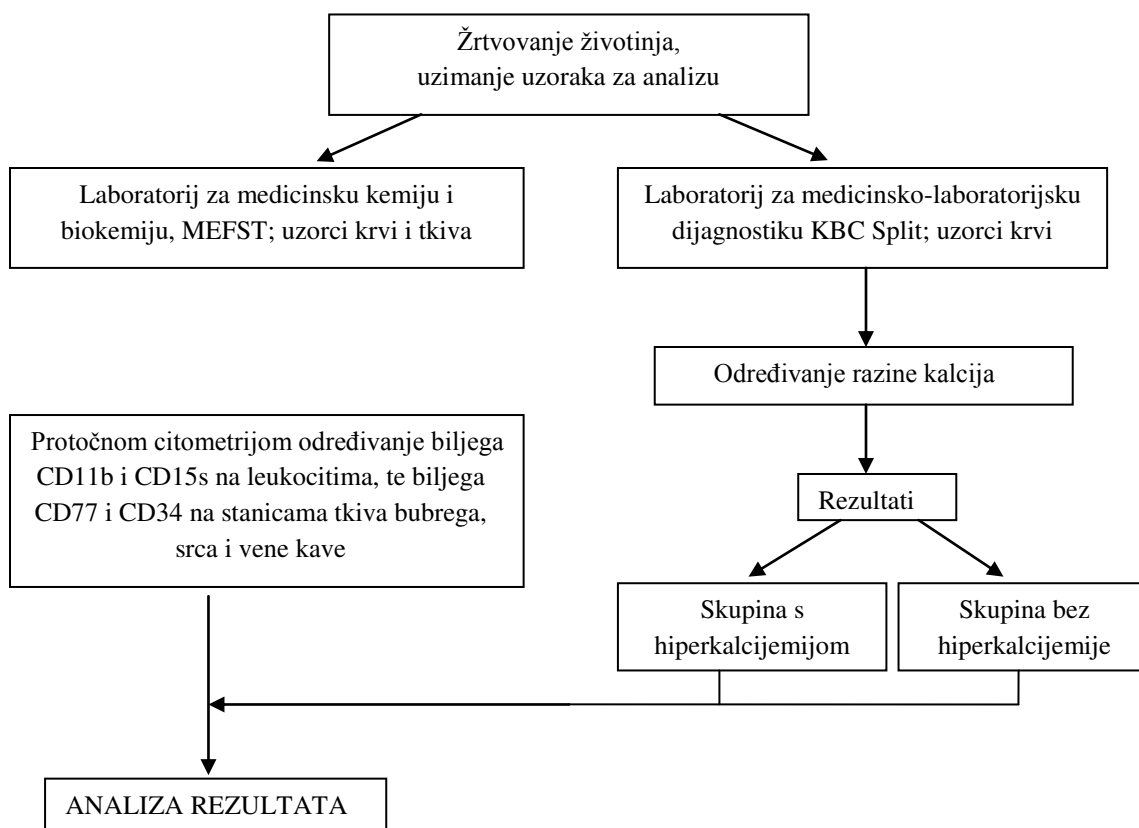 Žrtvovanje životinja,
uzimanje uzoraka za analizu
Laboratorij za medicinsku kemiju i
biokemiju, MEFST; uzorci krvi i tkiva
Laboratorij za medicinsko-laboratorijsku
dijagnostiku KBC Split; uzorci krvi
Određivanje razine kalcija
Protočnom citometrijom određivanje biljega
CD11b i CD15s na leukocitima, te biljega
CD77 i CD34 na stanicama tkiva bubrega,
srca i vene kave
Rezultati
Skupina s
hiperkalcijemijom
Skupina bez
hiperkalcijemije
ANALIZA REZULTATA